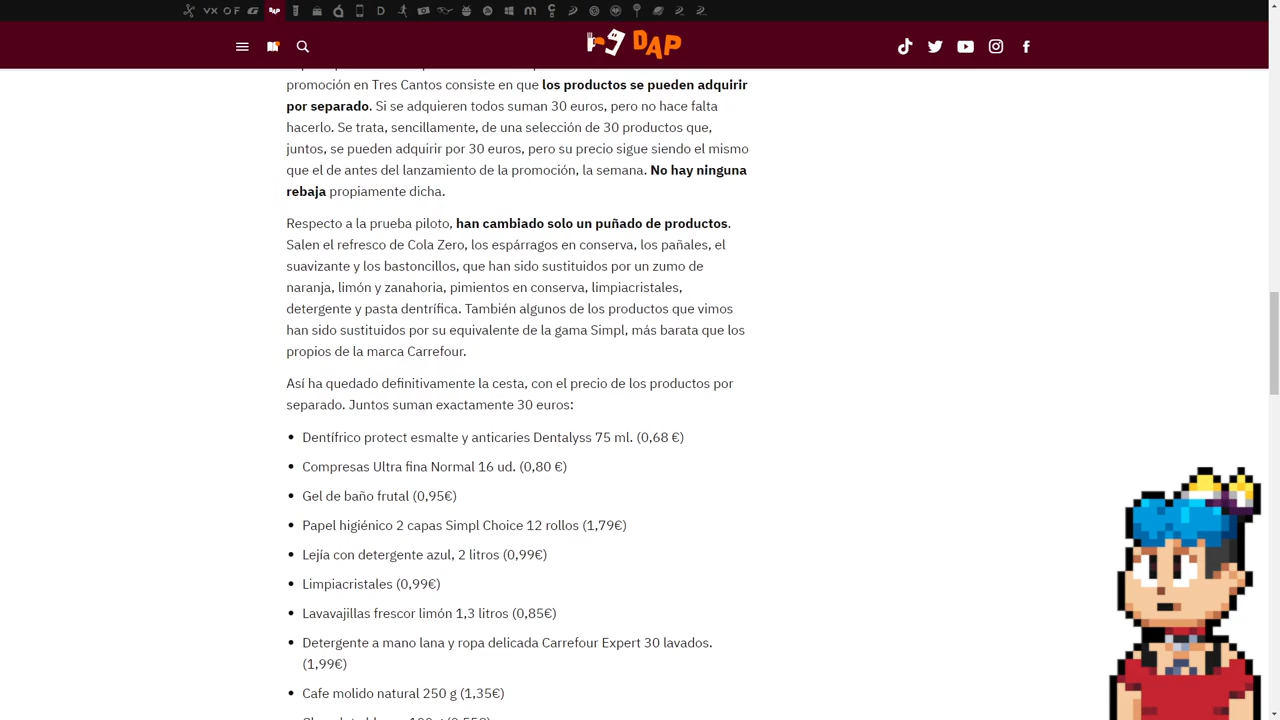 VX
DAP
promoción en Tres Cantos consiste en que los productos se pueden adquirir
por separado. Si se adquieren todos suman 30 euros, pero no hace falta
hacerlo. Se trata, sencillamente, de una selección de 30 productos que,
juntos, se pueden adquirir por 30 euros, pero su precio sigue siendo el mismo
que el de antes del lanzamiento de la promoción, la semana. No hay ninguna
rebaja propiamente dicha.
Respecto a la prueba piloto, han cambiado solo un puñado de productos.
Salen el refresco de Cola Zero, los espárragos en conserva, los pañales, el
suavizante y los bastoncillos, que han sido sustituidos por un zumo de
naranja, limón y zanahoria, pimientos en conserva, limpiacristales,
detergente y pasta dentrífica. También algunos de los productos que vimos
han sido sustituidos por su equivalente de la gama Simpl, más barata que los
propios de la marca Carrefour.
Así ha quedado definitivamente la cesta, con el precio de los productos por
separado. Juntos suman exactamente 30 euros:
• Dentífrico protect esmalte y anticaries Dentalyss 75 ml. (0,68 €)
• Compresas Ultra fina Normal 16 ud. (0,80 €)
• Gel de baño frutal (0,95€)
• Papel higiénico 2 capas Simpl Choice 12 rollos (1,79€)
• Lejía con detergente azul, 2 litros (0,99€)
• Limpiacristales (0,99€)
• Lavavajillas frescor limón 1,3 litros (0,85€)
• Detergente a mano lana y ropa delicada Carrefour Expert 30 lavados.
(1,99€)
• Cafe molido natural 250 g (1,35€)